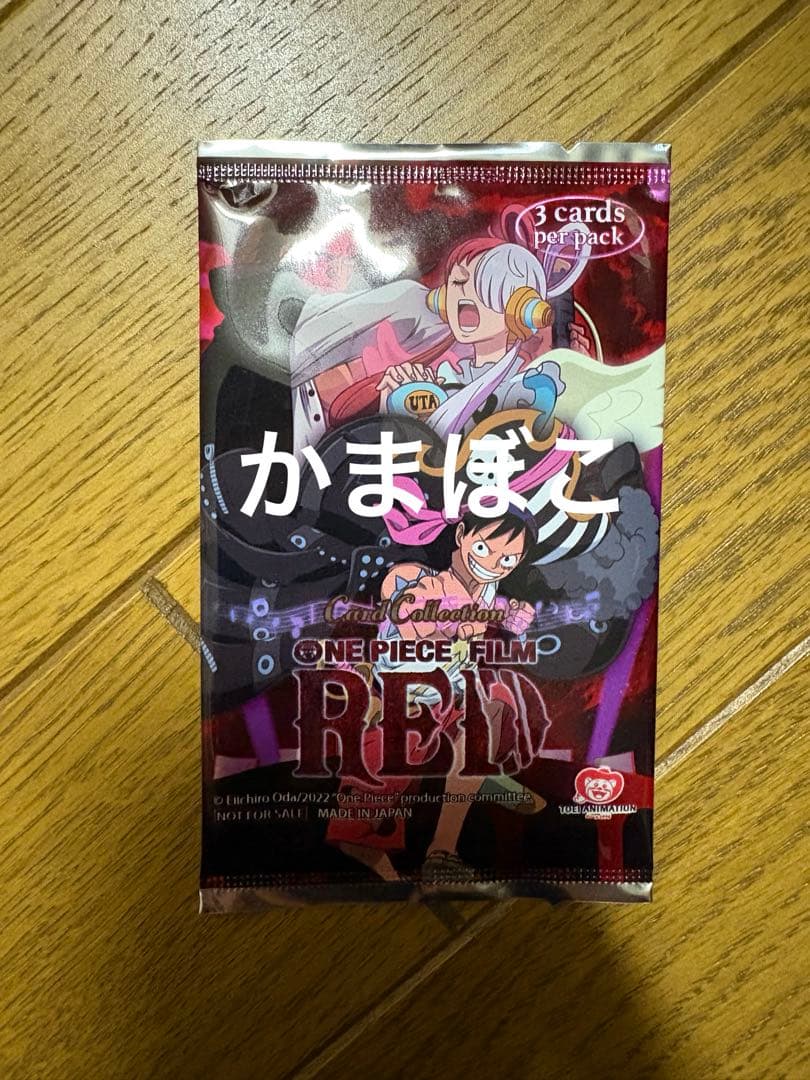 3 cards
per pack
UTA
かまぼこ
Card Collection
ONE PIECE FILM
RED
© Eiichiro Oda/2022 "One Piece" production committee
NOT FOR SALE MADE IN JAPAN
TOEI ANIMATION